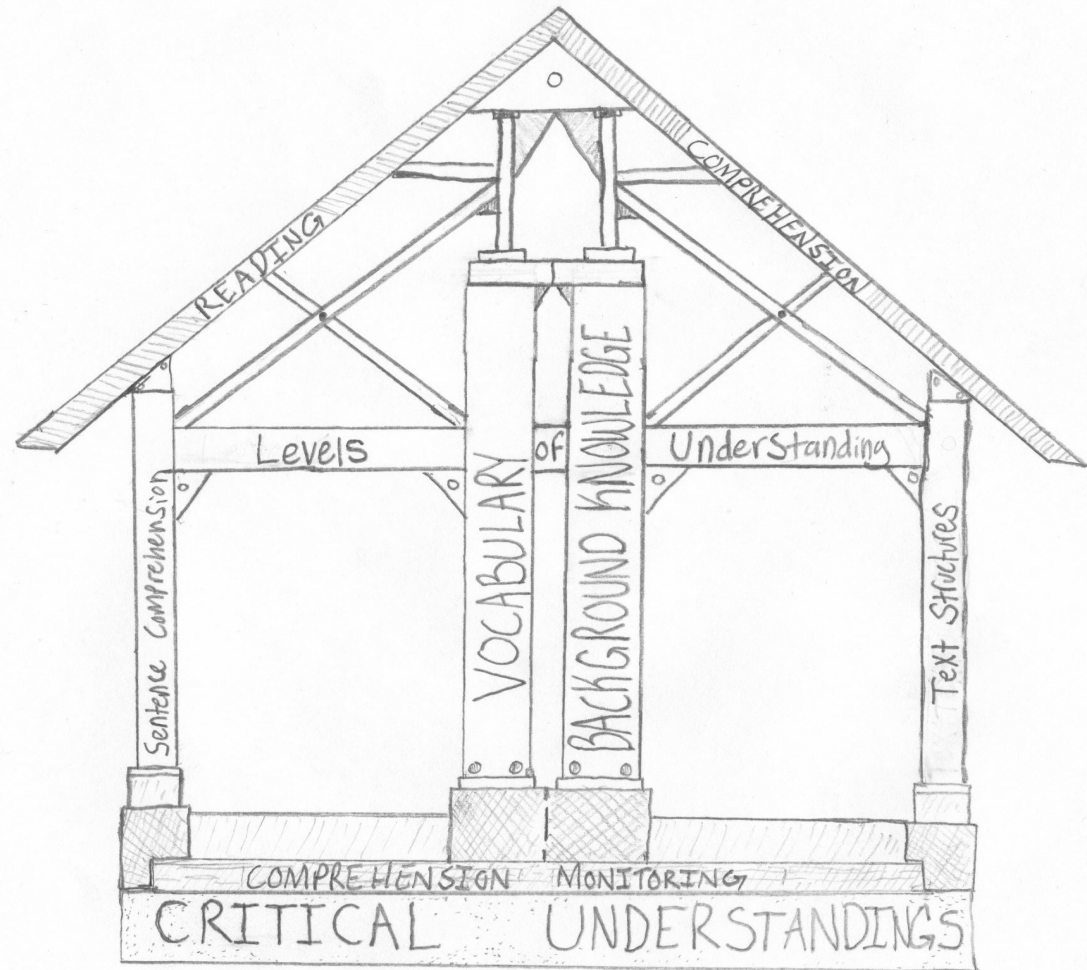 READING
COMPREHENSION
Levels of Understanding
Sentence Comprehension
VOCABULARY
BACKGROUND KNOWLEDGE
Text Structures
COMPREHENSION MONITORING
CRITICAL UNDERSTANDINGS